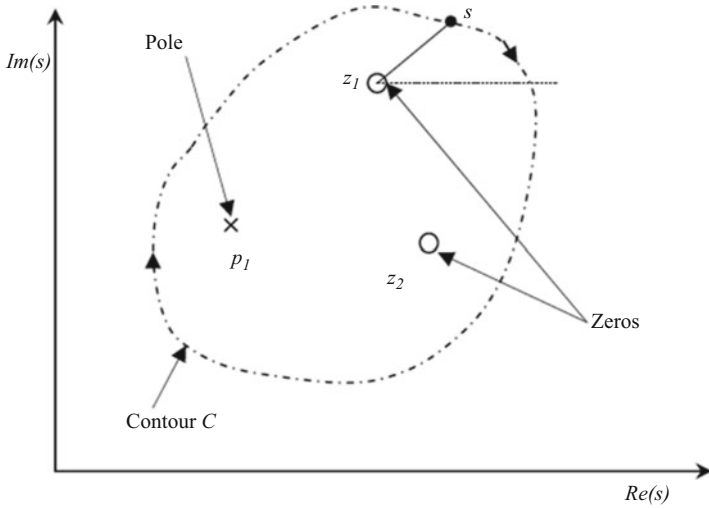 s
Pole
Im(s)
z1
p1
z2
Zeros
Contour C
Re(s)